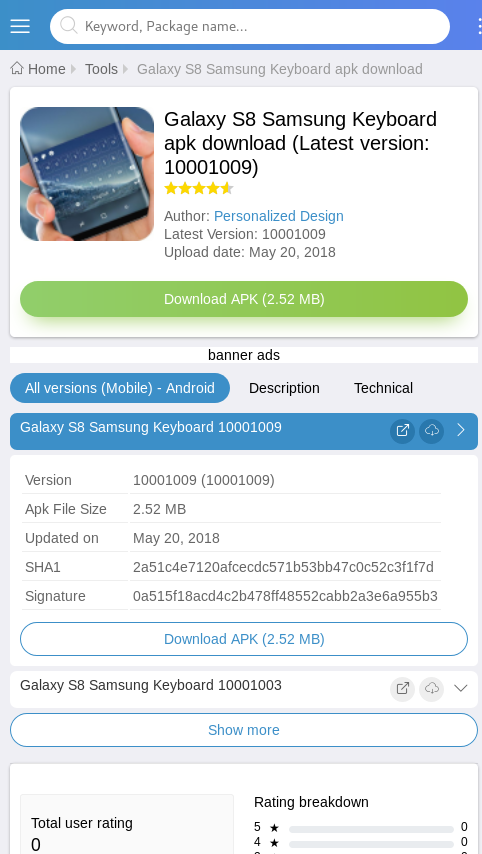 Keyword, Package name...
Home Tools Galaxy S8 Samsung Keyboard apk download
Galaxy S8 Samsung Keyboard
apk download (Latest version:
10001009)
Author: Personalized Design
Latest Version: 10001009
Upload date: May 20, 2018
Download APK (2.52 MB)
banner ads
All versions (Mobile) - Android Description Technical
Galaxy S8 Samsung Keyboard 10001009
Version 10001009 (10001009)
Apk File Size 2.52 MB
Updated on May 20, 2018
SHA1 2a51c4e7120afcecdc571b53bb47c0c52c3f1f7d
Signature 0a515f18acd4c2b478ff48552cabb2a3e6a955b3
Download APK (2.52 MB)
Galaxy S8 Samsung Keyboard 10001003
Show more
Rating breakdown
Total user rating
0
5 ★ 0
4 ★ 0